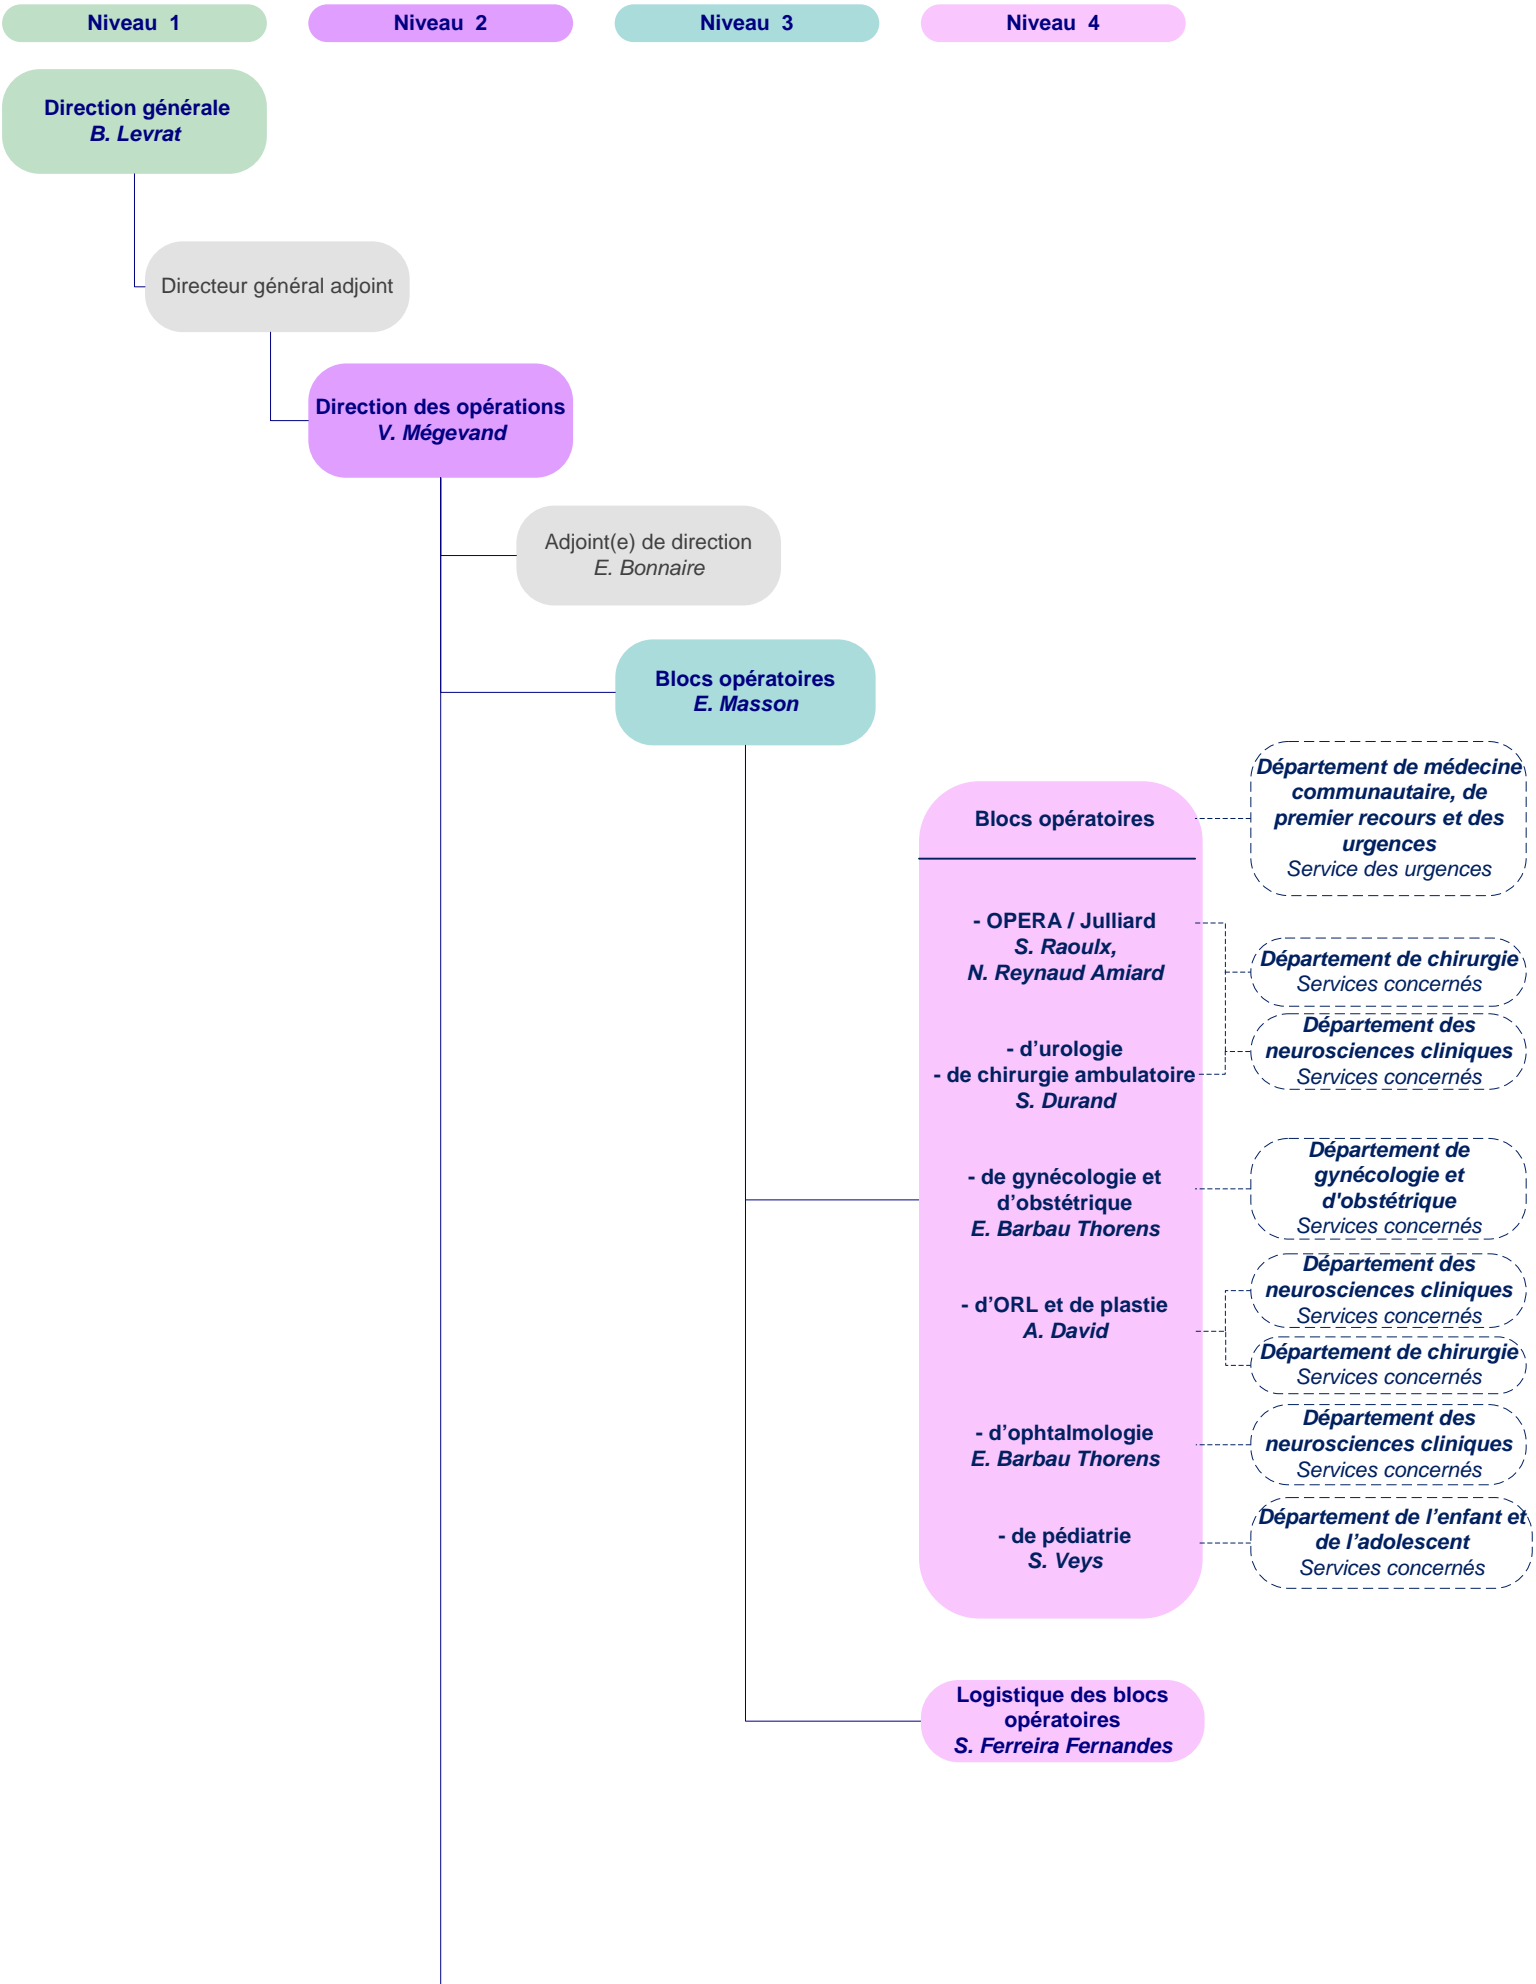 Niveau  1
Niveau  2
Niveau  3
Niveau  4
Direction générale
B. Levrat
Directeur général adjoint
Direction des opérations
V. Mégevand
Adjoint(e) de direction
E. Bonnaire
Blocs opératoires
E. Masson
Blocs opératoires
- OPERA / Julliard
S. Raoulx,
N. Reynaud Amiard
- d’urologie
- de chirurgie ambulatoire
S. Durand
- de gynécologie et
d’obstétrique
E. Barbau Thorens
- d’ORL et de plastie
A. David
- d’ophtalmologie
E. Barbau Thorens
- de pédiatrie
S. Veys
Département de médecine
communautaire, de
premier recours et des
urgences
Service des urgences
Département de chirurgie
Services concernés
Département des
neurosciences cliniques
Services concernés
Département de
gynécologie et
d'obstétrique
Services concernés
Département des
neurosciences cliniques
Services concernés
Département de chirurgie
Services concernés
Département des
neurosciences cliniques
Services concernés
Département de l’enfant et
de l’adolescent
Services concernés
Logistique des blocs
opératoires
S. Ferreira Fernandes